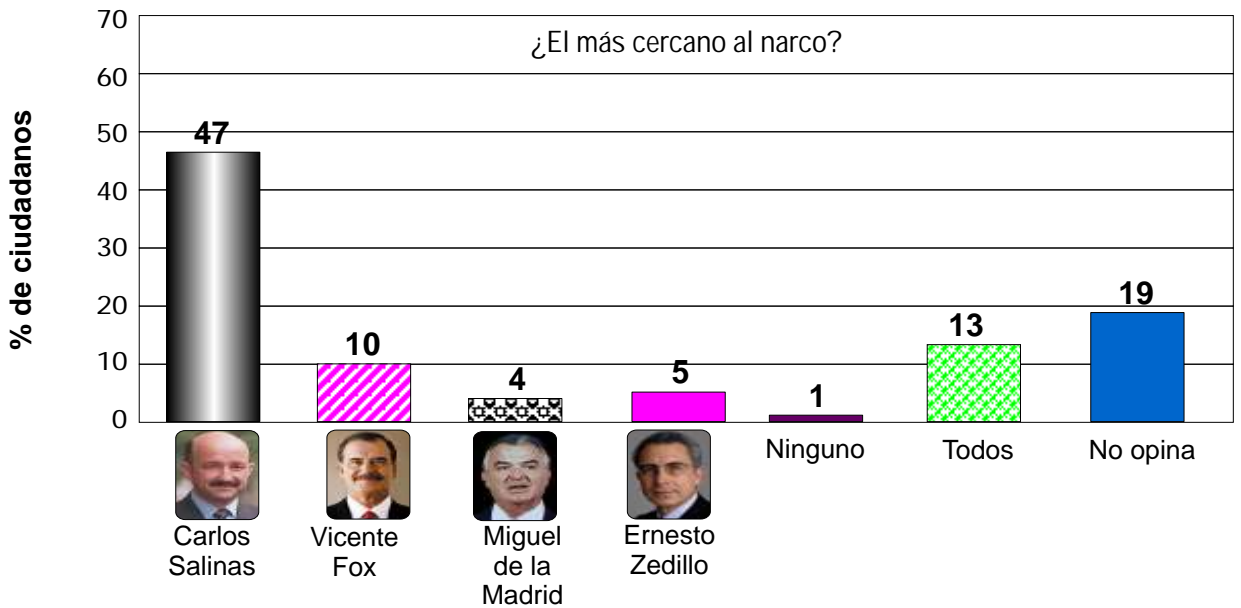 ¿El más cercano al narco?
% de ciudadanos
70
60
50
40
30
20
10
0
47
10
4
5
1
13
19
Carlos
Salinas
Vicente
Fox
Miguel
de la
Madrid
Ernesto
Zedillo
Ninguno
Todos
No opina